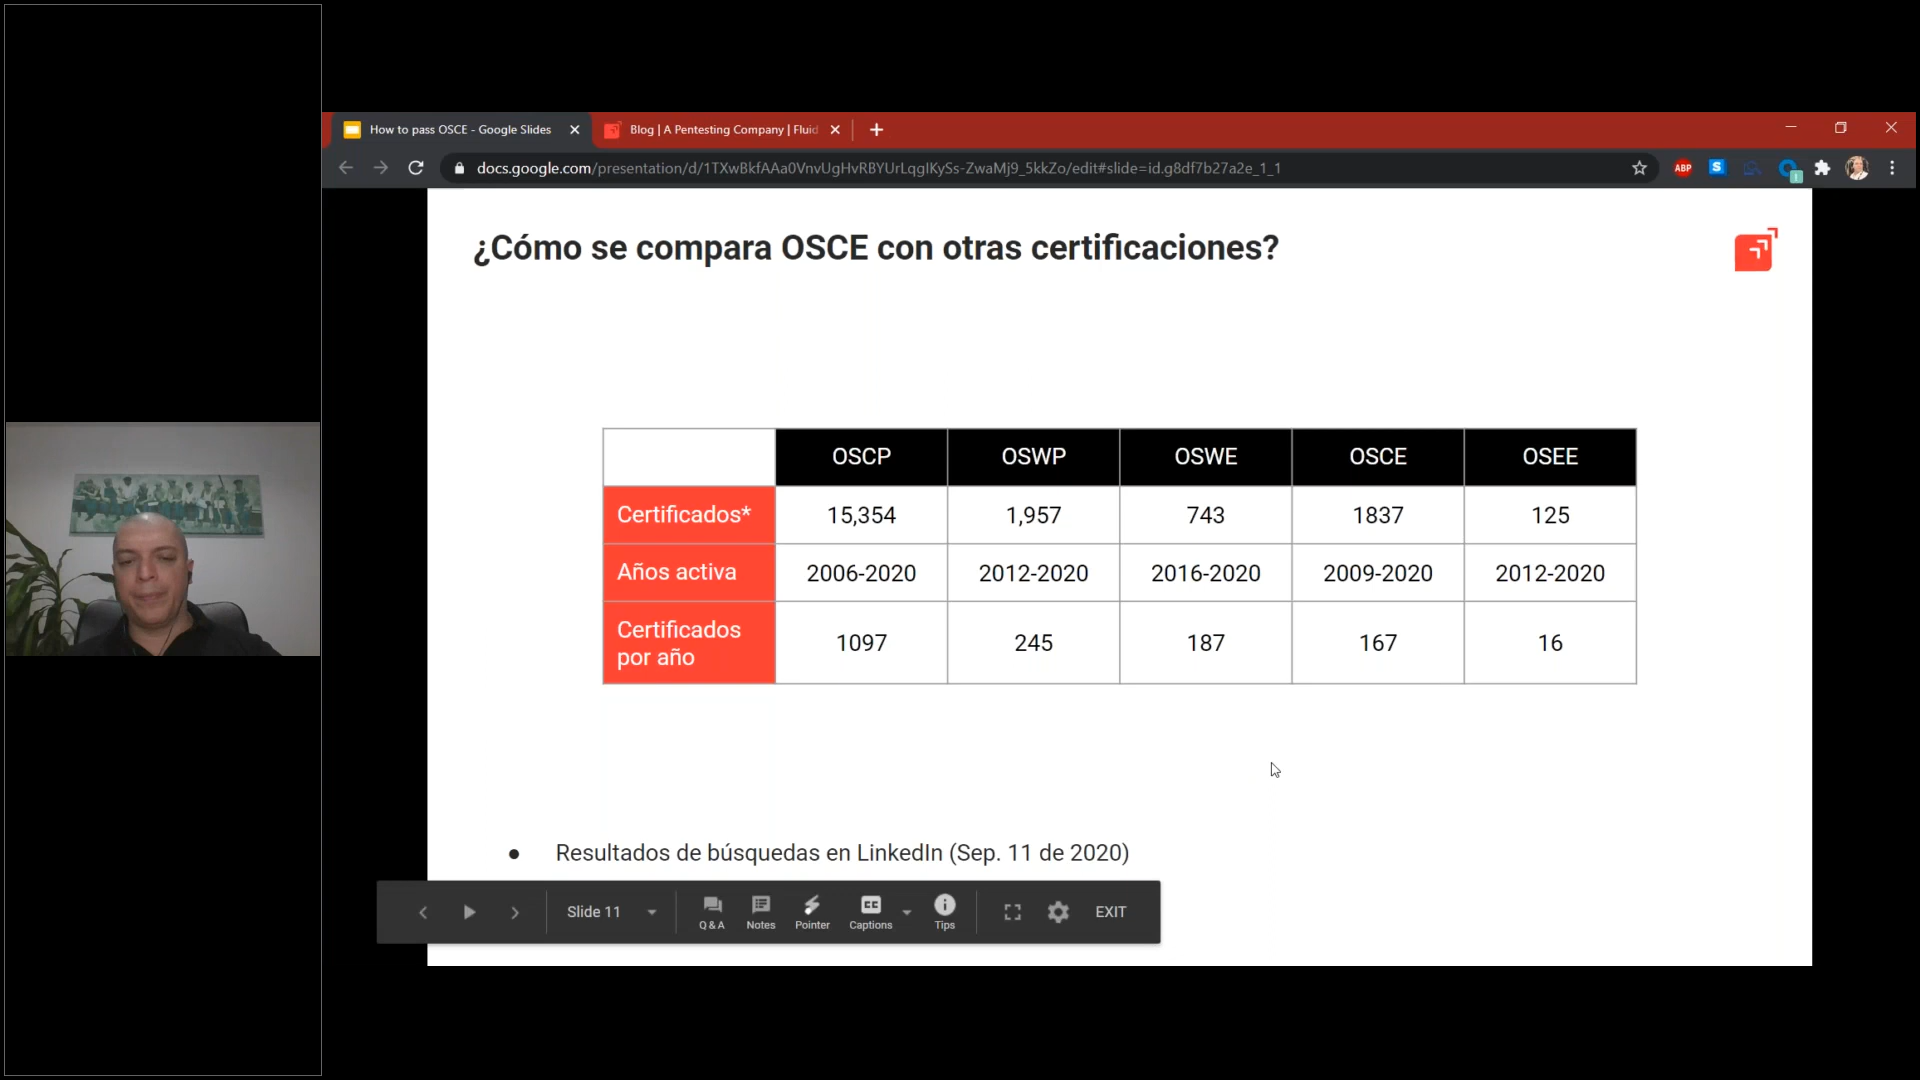 How to pass OSCE - Google Slides
Blog | A Pentesting Company | Fluid
docs.google.com/presentation/d/1TXwBkfAAa0VnvUgHvRBYUrLqgIKySs-ZwaMj9_5kkZo/edit#slide=id.g8df7b27a2e_1_1
ABP
S
¿Cómo se compara OSCE con otras certificaciones?
OSCP OSWP OSWE OSCE OSEE
Certificados* 15,354 1,957 743 1837 125
Años activa 2006-2020 2012-2020 2016-2020 2009-2020 2012-2020
Certificados
por año 1097 245 187 167 16
● Resultados de búsquedas en LinkedIn (Sep. 11 de 2020)
Slide 11
Q & A Notes Pointer Captions Tips
EXIT